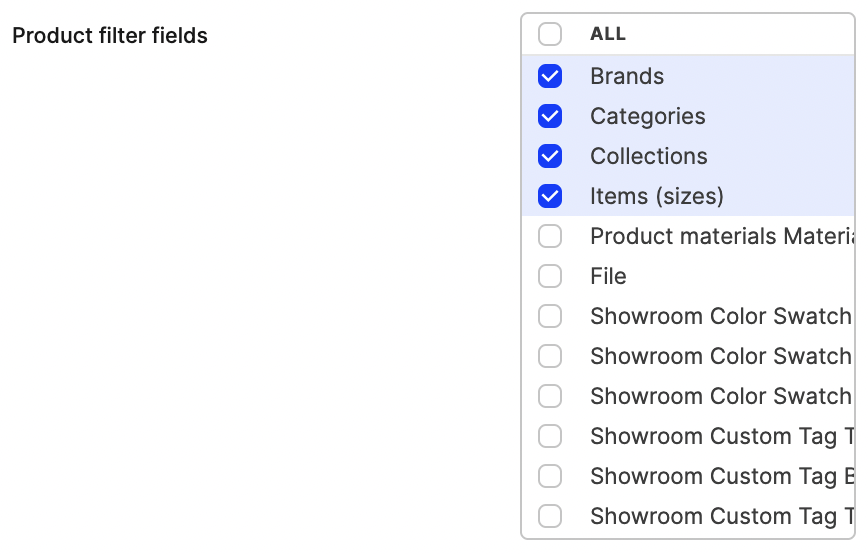 Product filter fields
ALL
Brands
Categories
Collections
Items (sizes)
Product materials Materia
File
Showroom Color Swatch
Showroom Color Swatch
Showroom Color Swatch
Showroom Custom Tag T
Showroom Custom Tag B
Showroom Custom Tag T